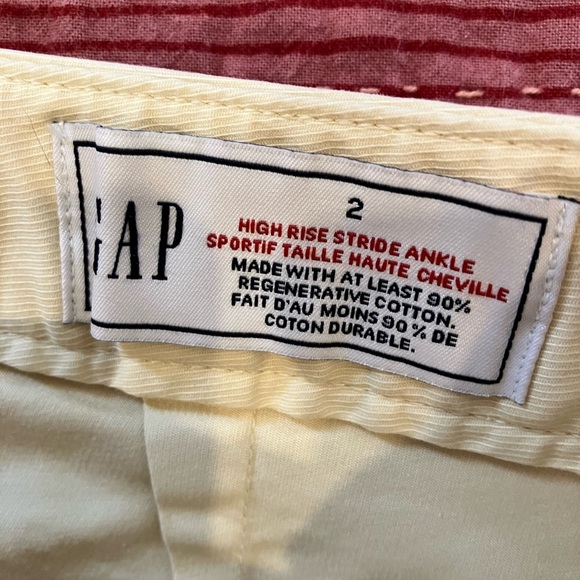 GAP
2
HIGH RISE STRIDE ANKLE
SPORTIF TAILLE HAUTE CHEVILLE
MADE WITH AT LEAST 90%
REGENERATIVE COTTON.
FAIT D'AU MOINS 90% DE
COTON DURABLE.